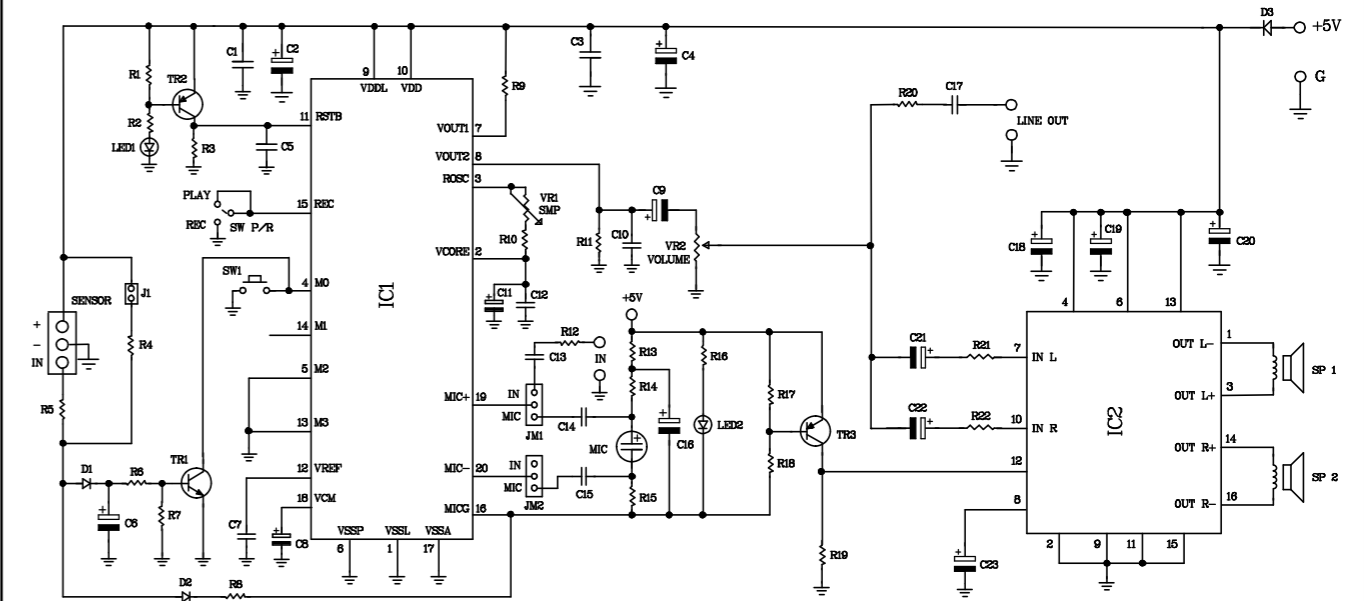 D3
+5V
G
R1
TR2
C1
C2
C3
C4
9
10
VDDL
VDD
R9
R20
C17
LINE OUT
R2
LED1
R3
C5
11
RSTB
VOUT1
7
VOUT2
8
ROSC
3
PLAY
REC
SW P/R
15
REC
VR1
SMP
R10
VCORE
2
R11
C10
C9
VR2
VOLUME
C18
C19
C20
SENSOR
+
-
IN
J1
R4
R5
SW1
4
M0
14
M1
5
M2
13
M3
IC1
C11
C12
+5V
4
6
13
R12
C13
IN
R13
R14
R16
R17
R18
MIC+
19
IN
MIC
JM1
C14
MIC
C16
LED2
TR3
C21
R21
7
IN L
C22
R22
10
IN R
IC2
OUT L-
1
OUT L+
3
SP 1
OUT R+
14
OUT R-
16
SP 2
12
8
D1
R6
TR1
R7
C6
12
VREF
18
VCM
C7
C8
MIC-
20
IN
MIC
JM2
C15
R15
MICG
16
VSSP
VSSL
VSSA
6
1
17
R19
C23
2
9
11
15
D2
R8